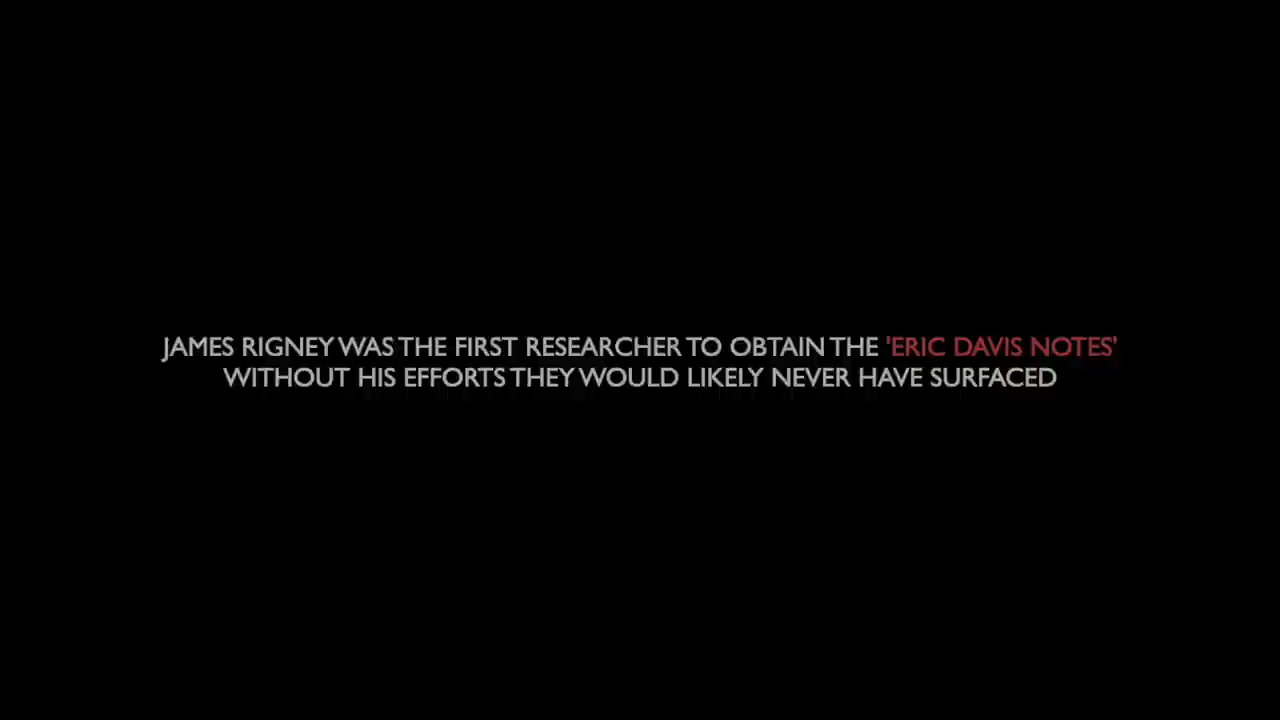 JAMES RIGNEY WAS THE FIRST RESEARCHER TO OBTAIN THE 'ERIC DAVIS NOTES'
WITHOUT HIS EFFORTS THEY WOULD LIKELY NEVER HAVE SURFACED